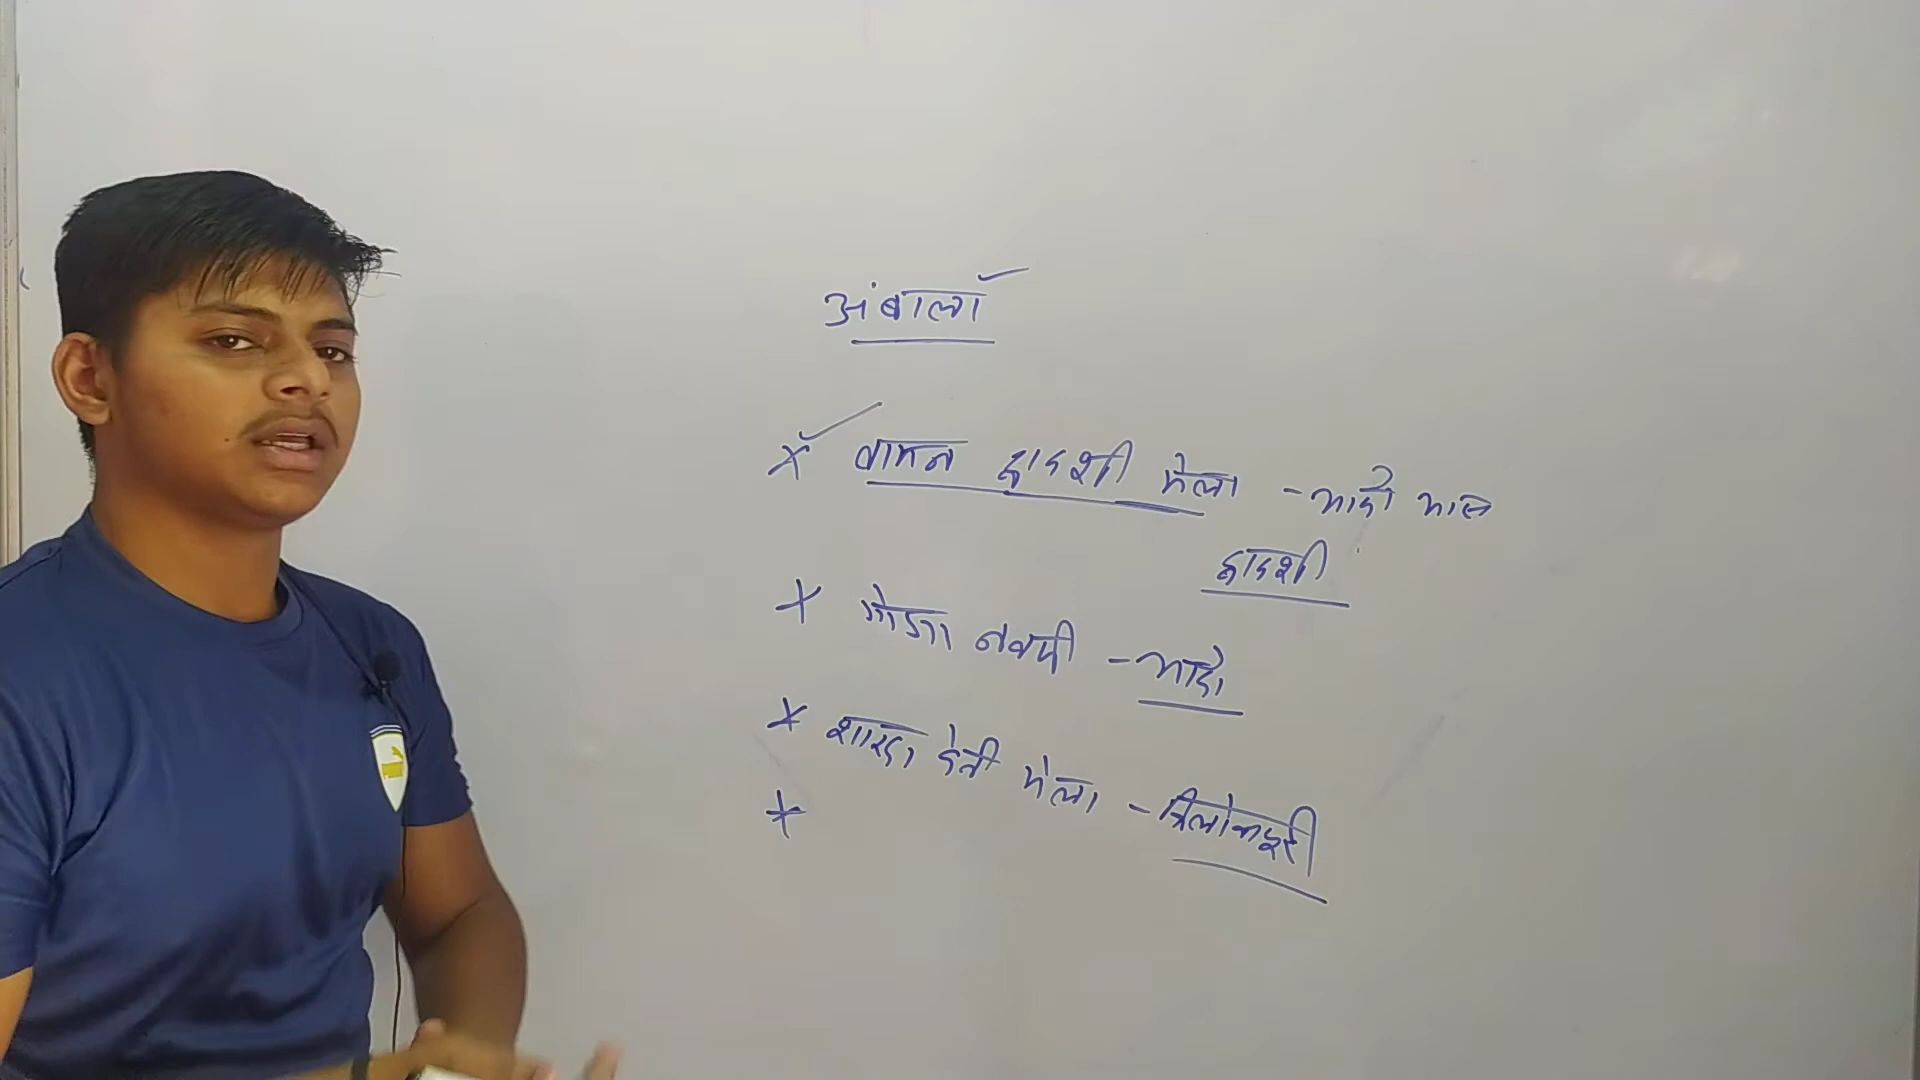 अंबाला
* वामन द्वादशी मेला - भादो मास
द्वादशी
* गोगा नवमी - भादो
* शारदा देवी मेला - त्रिलोकपुर
*